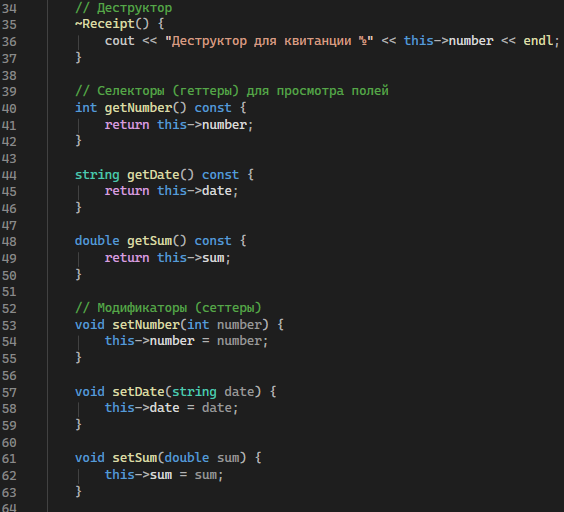 34 // Деструктор
35 ~Receipt() {
36 cout << "Деструктор для квитанции №" << this->number << endl;
37 }
38
39 // Селекторы (геттеры) для просмотра полей
40 int getNumber() const {
41 return this->number;
42 }
43
44 string getDate() const {
45 return this->date;
46 }
47
48 double getSum() const {
49 return this->sum;
50 }
51
52 // Модификаторы (сеттеры)
53 void setNumber(int number) {
54 this->number = number;
55 }
56
57 void setDate(string date) {
58 this->date = date;
59 }
60
61 void setSum(double sum) {
62 this->sum = sum;
63 }
64